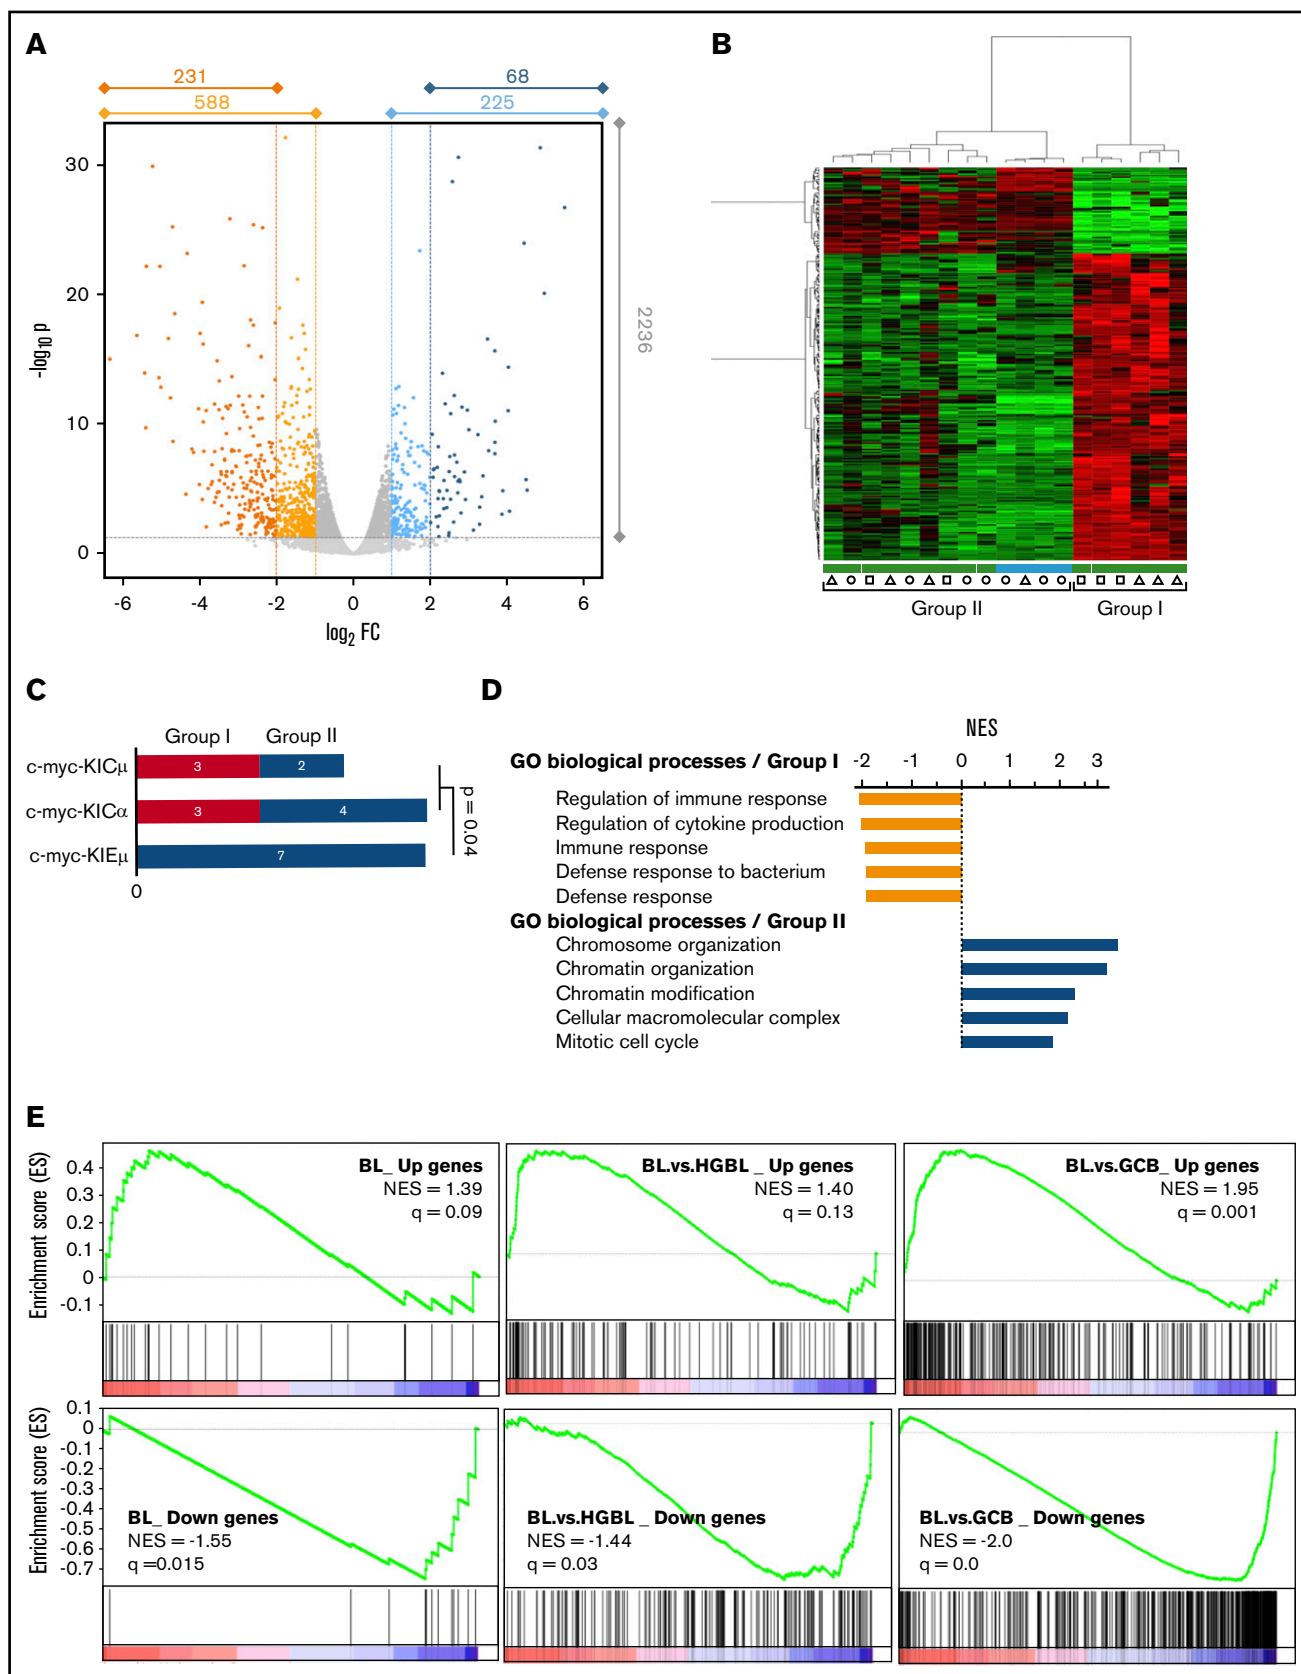 A
B
231
68
588
225
30
20
10
0
-log10 p
2236
-6
-4
-2
0
2
4
6
log2 FC
Group II
Group I
C
D
Group I
Group II
c-myc-KICμ
3
2
c-myc-KICα
3
4
c-myc-KIEμ
7
0
p = 0.04
NES
GO biological processes / Group I
-2
-1
0
1
2
3
Regulation of immune response
Regulation of cytokine production
Immune response
Defense response to bacterium
Defense response
GO biological processes / Group II
Chromosome organization
Chromatin organization
Chromatin modification
Cellular macromolecular complex
Mitotic cell cycle
E
Enrichment score (ES)
0.4
0.3
0.2
0.1
0
-0.1
BL_ Up genes
NES = 1.39
q = 0.09
BL.vs.HGBL _ Up genes
NES = 1.40
q = 0.13
BL.vs.GCB_ Up genes
NES = 1.95
q = 0.001
Enrichment score (ES)
0.1
0
-0.1
-0.2
-0.3
-0.4
-0.5
-0.6
-0.7
BL_ Down genes
NES = -1.55
q =0.015
BL.vs.HGBL _ Down genes
NES = -1.44
q = 0.03
BL.vs.GCB _ Down genes
NES = -2.0
q = 0.0